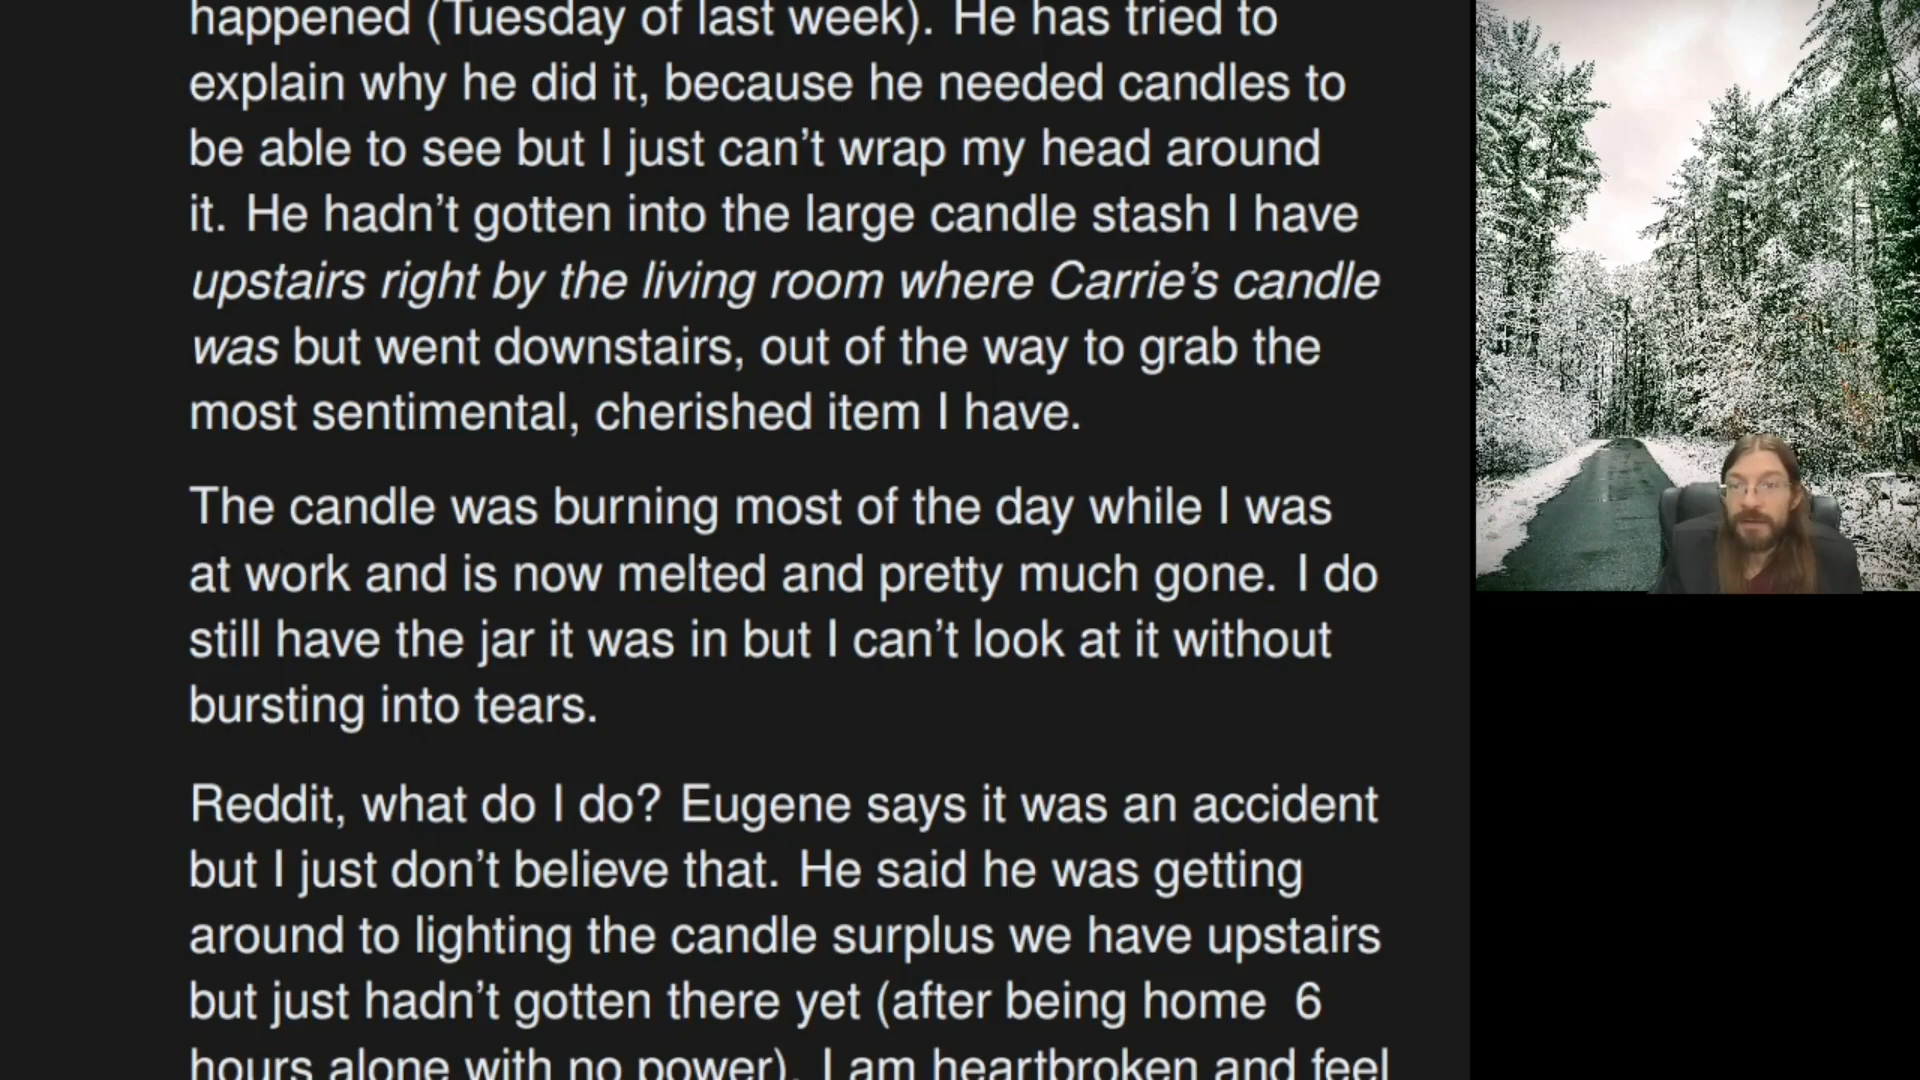 happened (Tuesday of last week). He has tried to
explain why he did it, because he needed candles to
be able to see but I just can't wrap my head around
it. He hadn't gotten into the large candle stash I have
upstairs right by the living room where Carrie's candle
was but went downstairs, out of the way to grab the
most sentimental, cherished item I have.
The candle was burning most of the day while I was
at work and is now melted and pretty much gone. I do
still have the jar it was in but I can't look at it without
bursting into tears.
Reddit, what do I do? Eugene says it was an accident
but I just don't believe that. He said he was getting
around to lighting the candle surplus we have upstairs
but just hadn't gotten there yet (after being home 6
hours alone with no power). I am heartbroken and feel